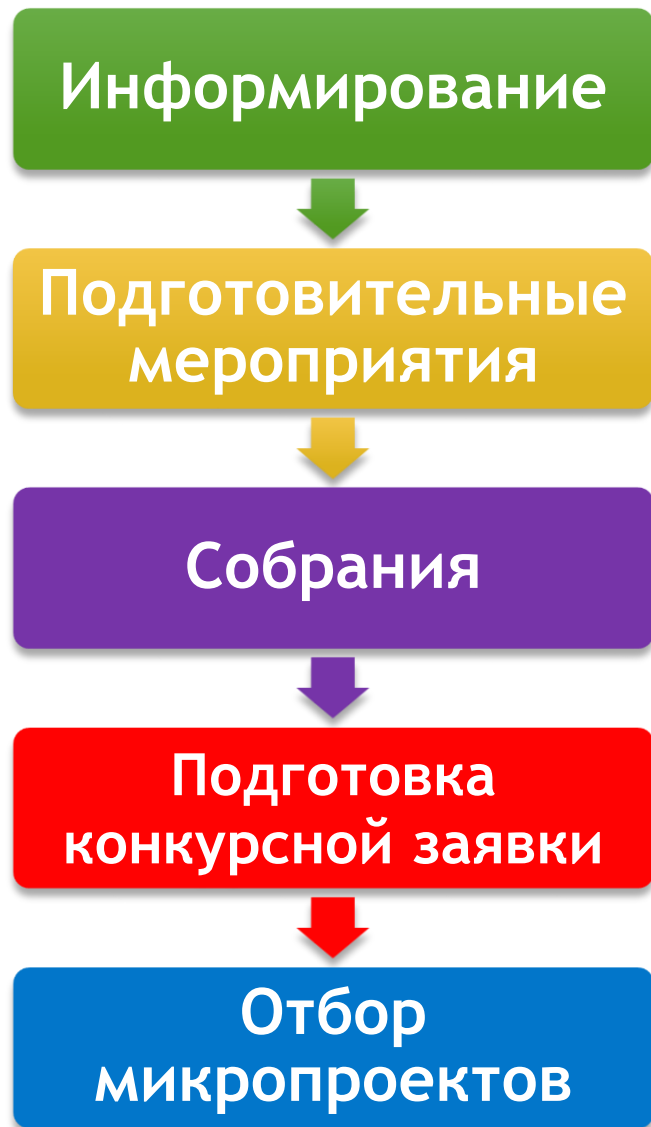 Информирование
Подготовительные
мероприятия
Собрания
Подготовка
конкурсной заявки
Отбор
микропроектов